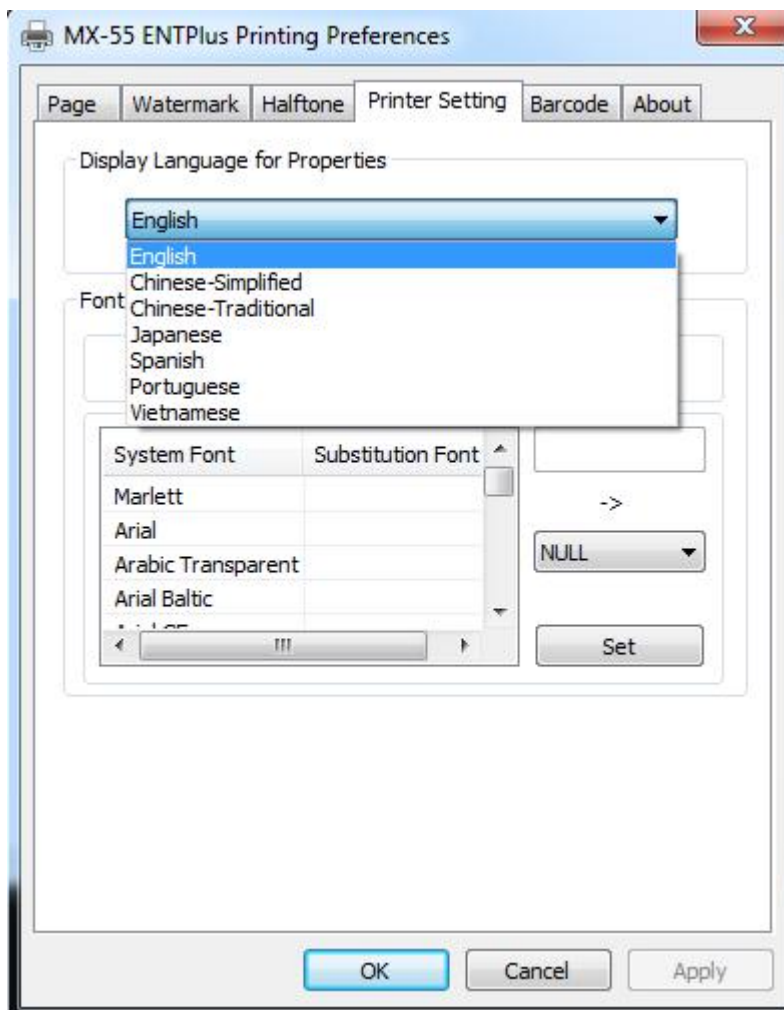 MX-55 ENTPlus Printing Preferences
Page Watermark Halftone Printer Setting Barcode About
Display Language for Properties
English
English
Chinese-Simplified
Chinese-Traditional
Font
Japanese
Spanish
Portuguese
Vietnamese
System Font Substitution Font
Marlett
->
Arial
NULL
Arabic Transparent
Arial Baltic
Set
OK Cancel Apply